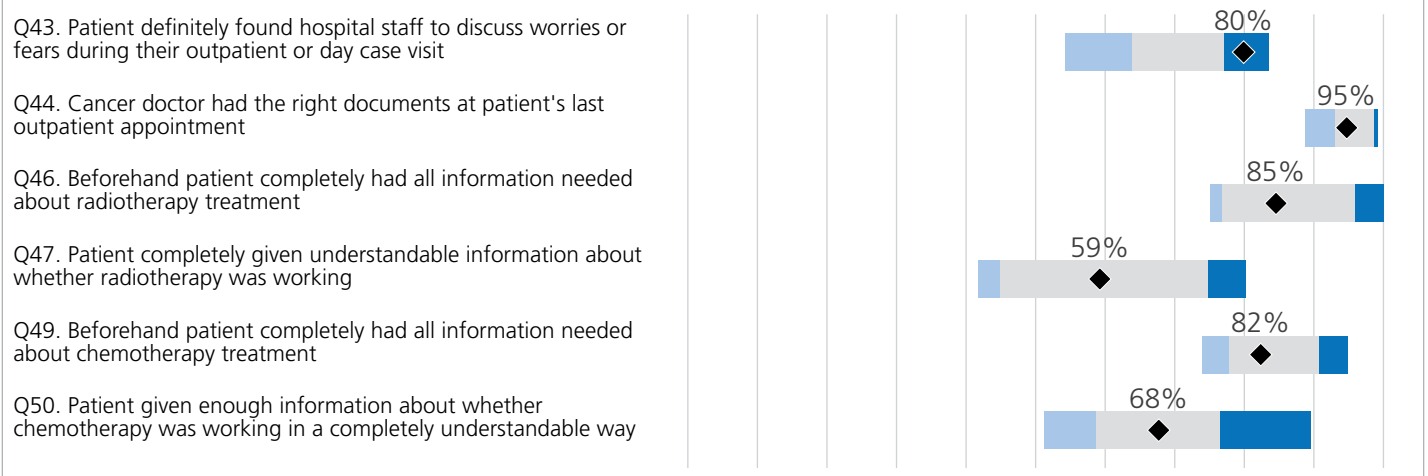 Q43. Patient definitely found hospital staff to discuss worries or
fears during their outpatient or day case visit
80%
Q44. Cancer doctor had the right documents at patient's last
outpatient appointment
95%
Q46. Beforehand patient completely had all information needed
about radiotherapy treatment
85%
Q47. Patient completely given understandable information about
whether radiotherapy was working
59%
Q49. Beforehand patient completely had all information needed
about chemotherapy treatment
82%
Q50. Patient given enough information about whether
chemotherapy was working in a completely understandable way
68%